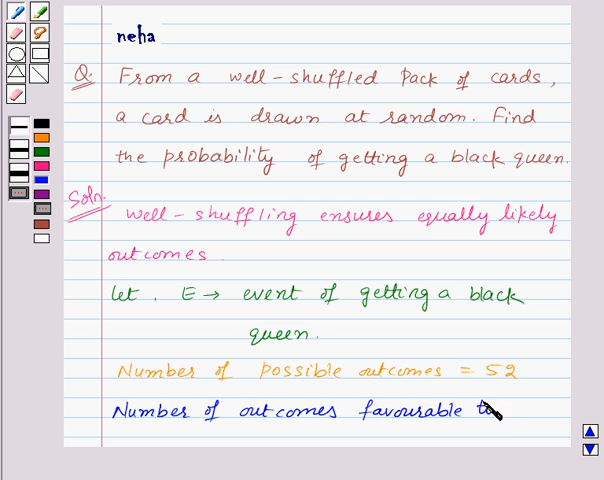 neha
Q. From a well-shuffled pack of cards,
a card is drawn at random. Find
the probability of getting a black queen.
Soln. Well-shuffling ensures equally likely
outcomes.
let, E → event of getting a black
queen.
Number of possible outcomes = 52
Number of outcomes favourable